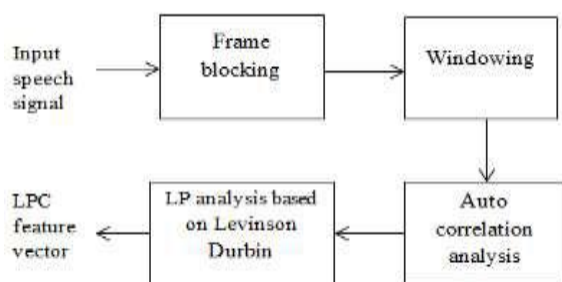 Input
speech
signal
Frame
blocking
Windowing
Auto
correlation
analysis
LP analysis based
on Levinson
Durbin
LPC
feature
vector